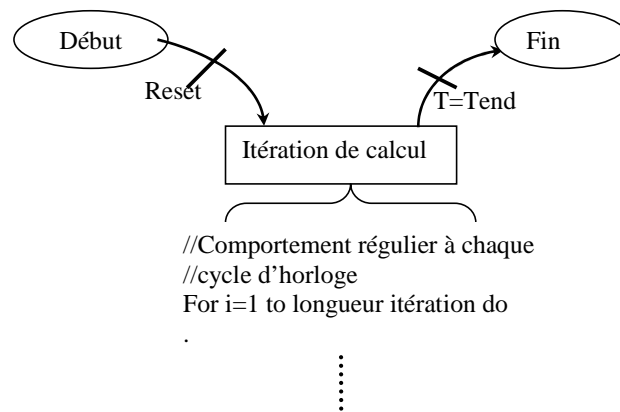 Début
Fin
Reset
T=Tend
Itération de calcul
//Comportement régulier à chaque
//cycle d’horloge
For i=1 to longueur itération do
.